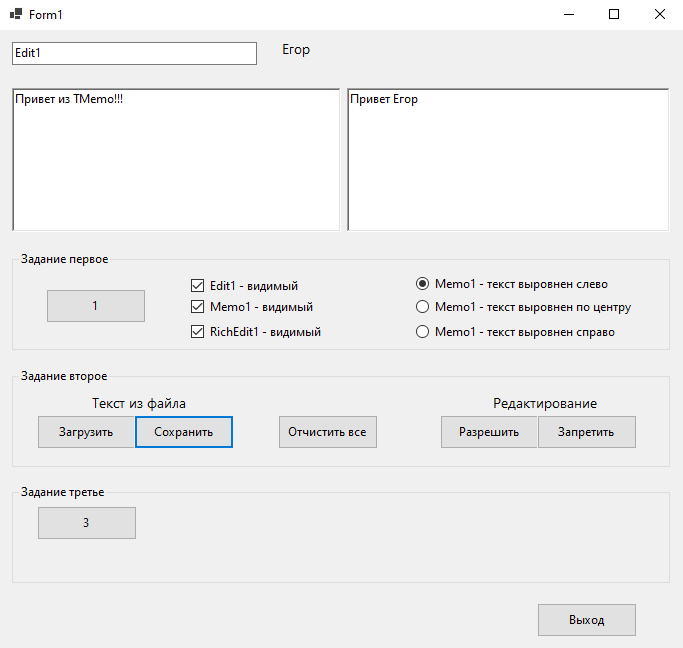 Form1
Edit1
Егор
Привет из TMemo!!!
Привет Егор
Задание первое
1
Edit1 - видимый
Memo1 - видимый
RichEdit1 - видимый
Memo1 - текст выровнен слево
Memo1 - текст выровнен по центру
Memo1 - текст выровнен справо
Задание второе
Текст из файла
Редактирование
Загрузить
Сохранить
Отчистить все
Разрешить
Запретить
Задание третье
3
Выход